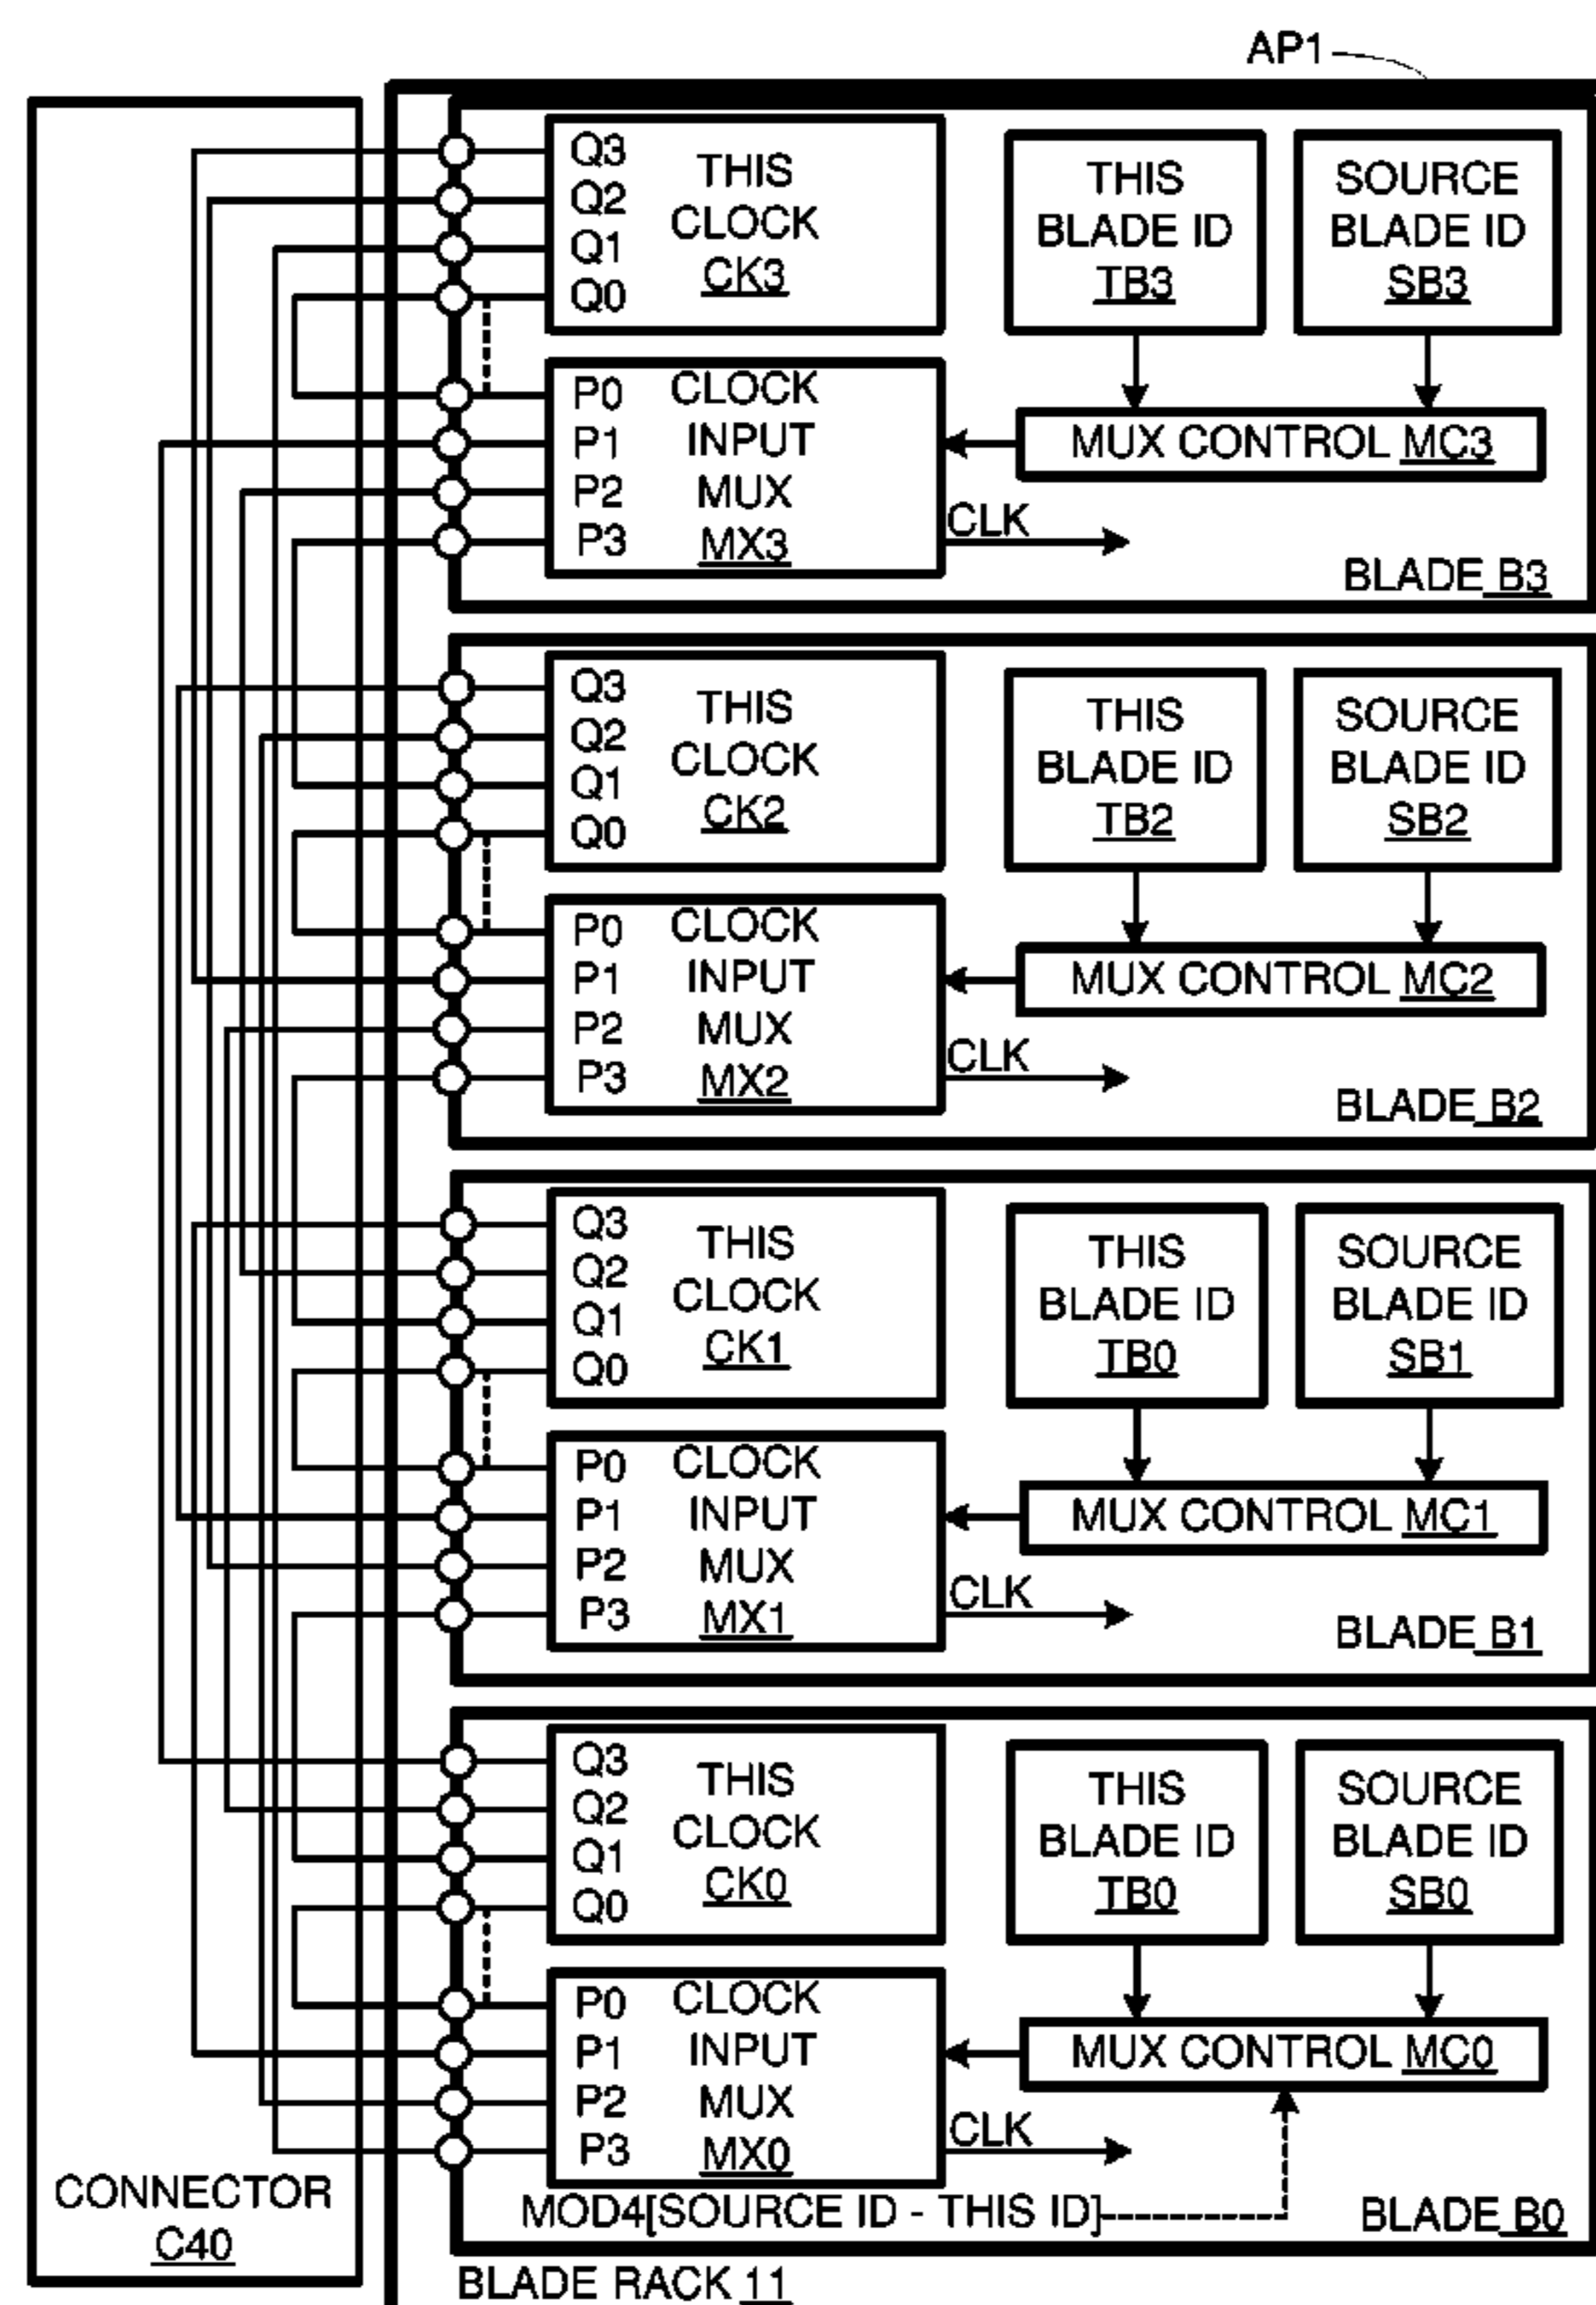 AP1
Q3
Q2
Q1
Q0
THIS
CLOCK
CK3
THIS
BLADE ID
TB3
SOURCE
BLADE ID
SB3
P0
P1
P2
P3
CLOCK
INPUT
MUX
MX3
MUX CONTROL MC3
CLK
BLADE B3
Q3
Q2
Q1
Q0
THIS
CLOCK
CK2
THIS
BLADE ID
TB2
SOURCE
BLADE ID
SB2
P0
P1
P2
P3
CLOCK
INPUT
MUX
MX2
MUX CONTROL MC2
CLK
BLADE B2
Q3
Q2
Q1
Q0
THIS
CLOCK
CK1
THIS
BLADE ID
TB0
SOURCE
BLADE ID
SB1
P0
P1
P2
P3
CLOCK
INPUT
MUX
MX1
MUX CONTROL MC1
CLK
BLADE B1
Q3
Q2
Q1
Q0
THIS
CLOCK
CK0
THIS
BLADE ID
TB0
SOURCE
BLADE ID
SB0
P0
P1
P2
P3
CLOCK
INPUT
MUX
MX0
MUX CONTROL MC0
CLK
MOD4[SOURCE ID - THIS ID]
BLADE B0
CONNECTOR
C40
BLADE RACK 11